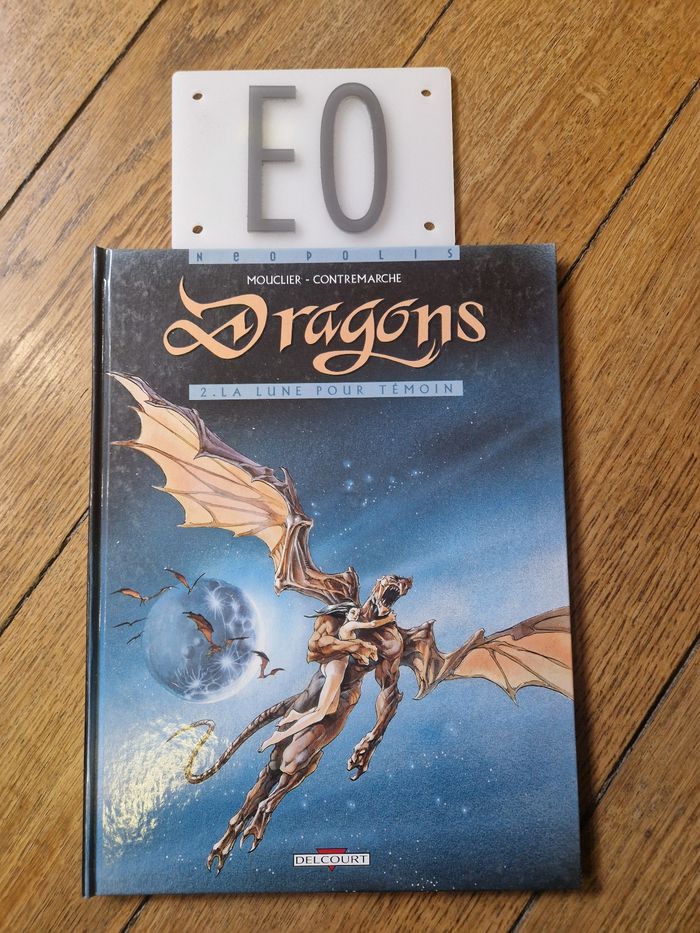 EO
NeOPOLIS
MOUCLIER - CONTREMARCHE
Dragons
2. LA LUNE POUR TÉMOIN
DELCOURT